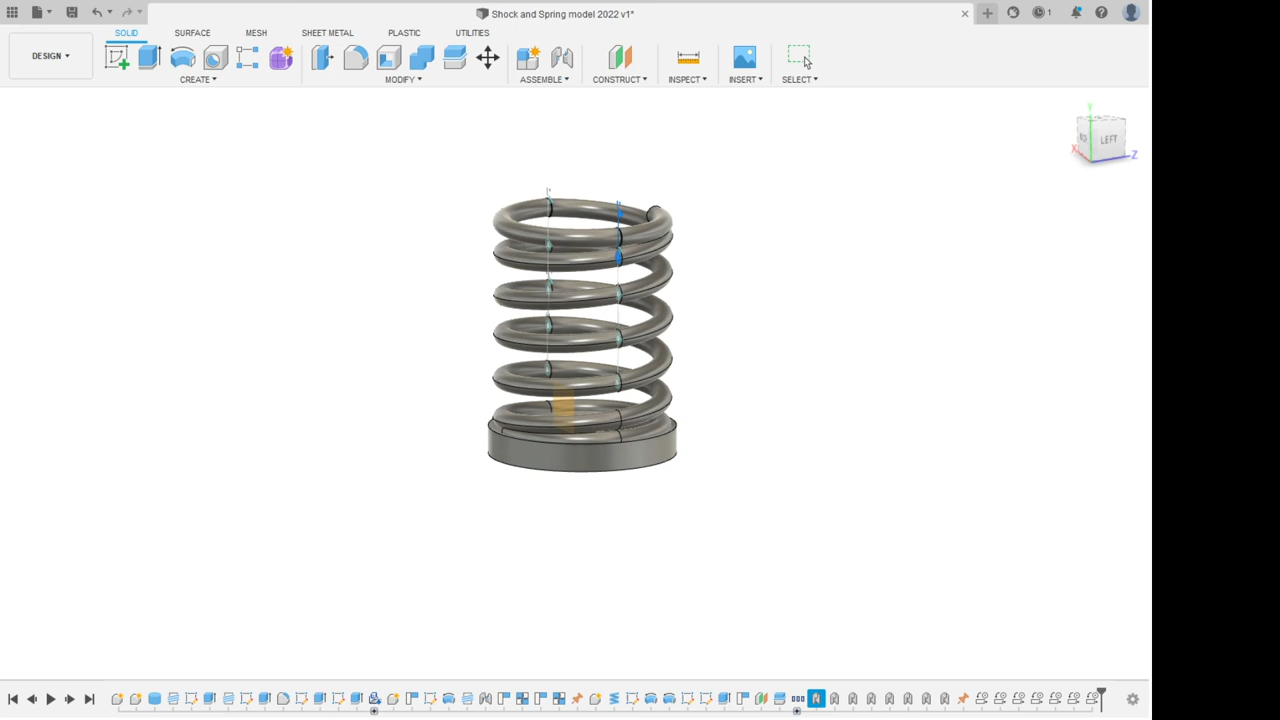 Shock and Spring model 2022 v1*
1
SOLID SURFACE MESH SHEET METAL PLASTIC UTILITIES
DESIGN
CREATE MODIFY ASSEMBLE CONSTRUCT INSPECT INSERT SELECT
Y
LEFT
X
Z